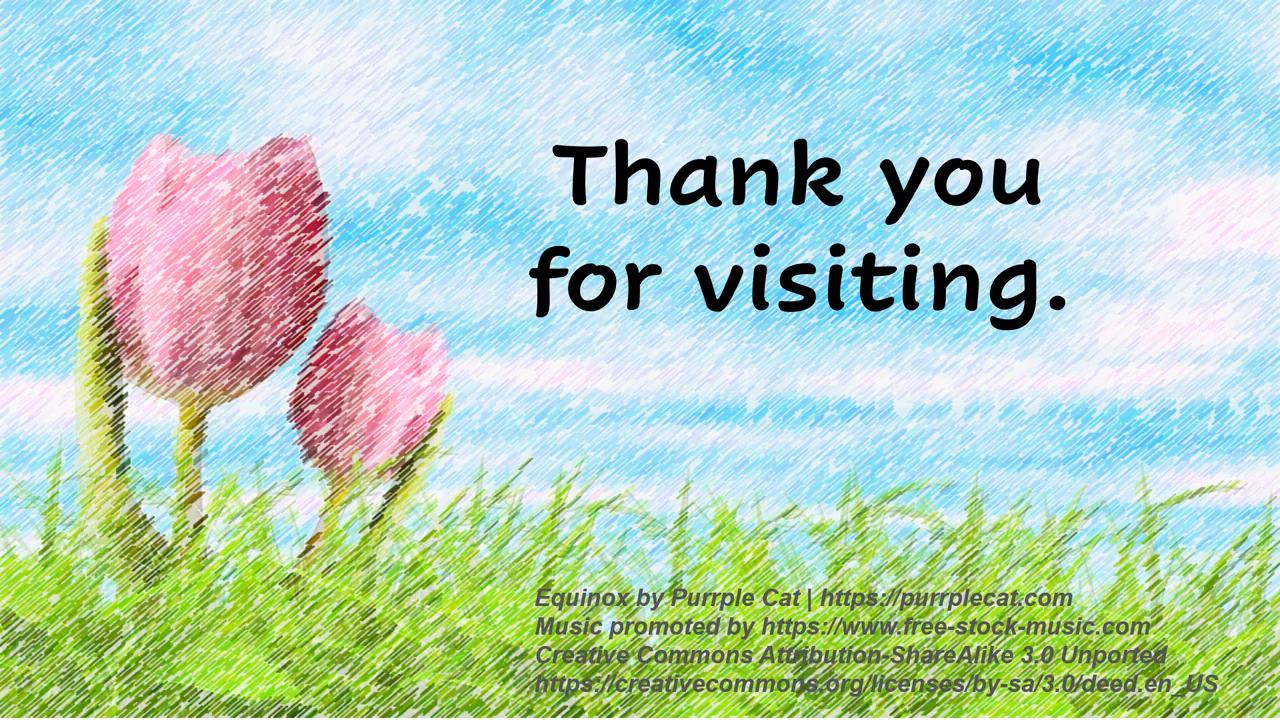 Thank you
for visiting.
Equinox by Purrple Cat | https://purrplecat.com
Music promoted by https://www.free-stock-music.com
Creative Commons Attribution-ShareAlike 3.0 Unported
https://creativecommons.org/licenses/by-sa/3.0/deed.en_US